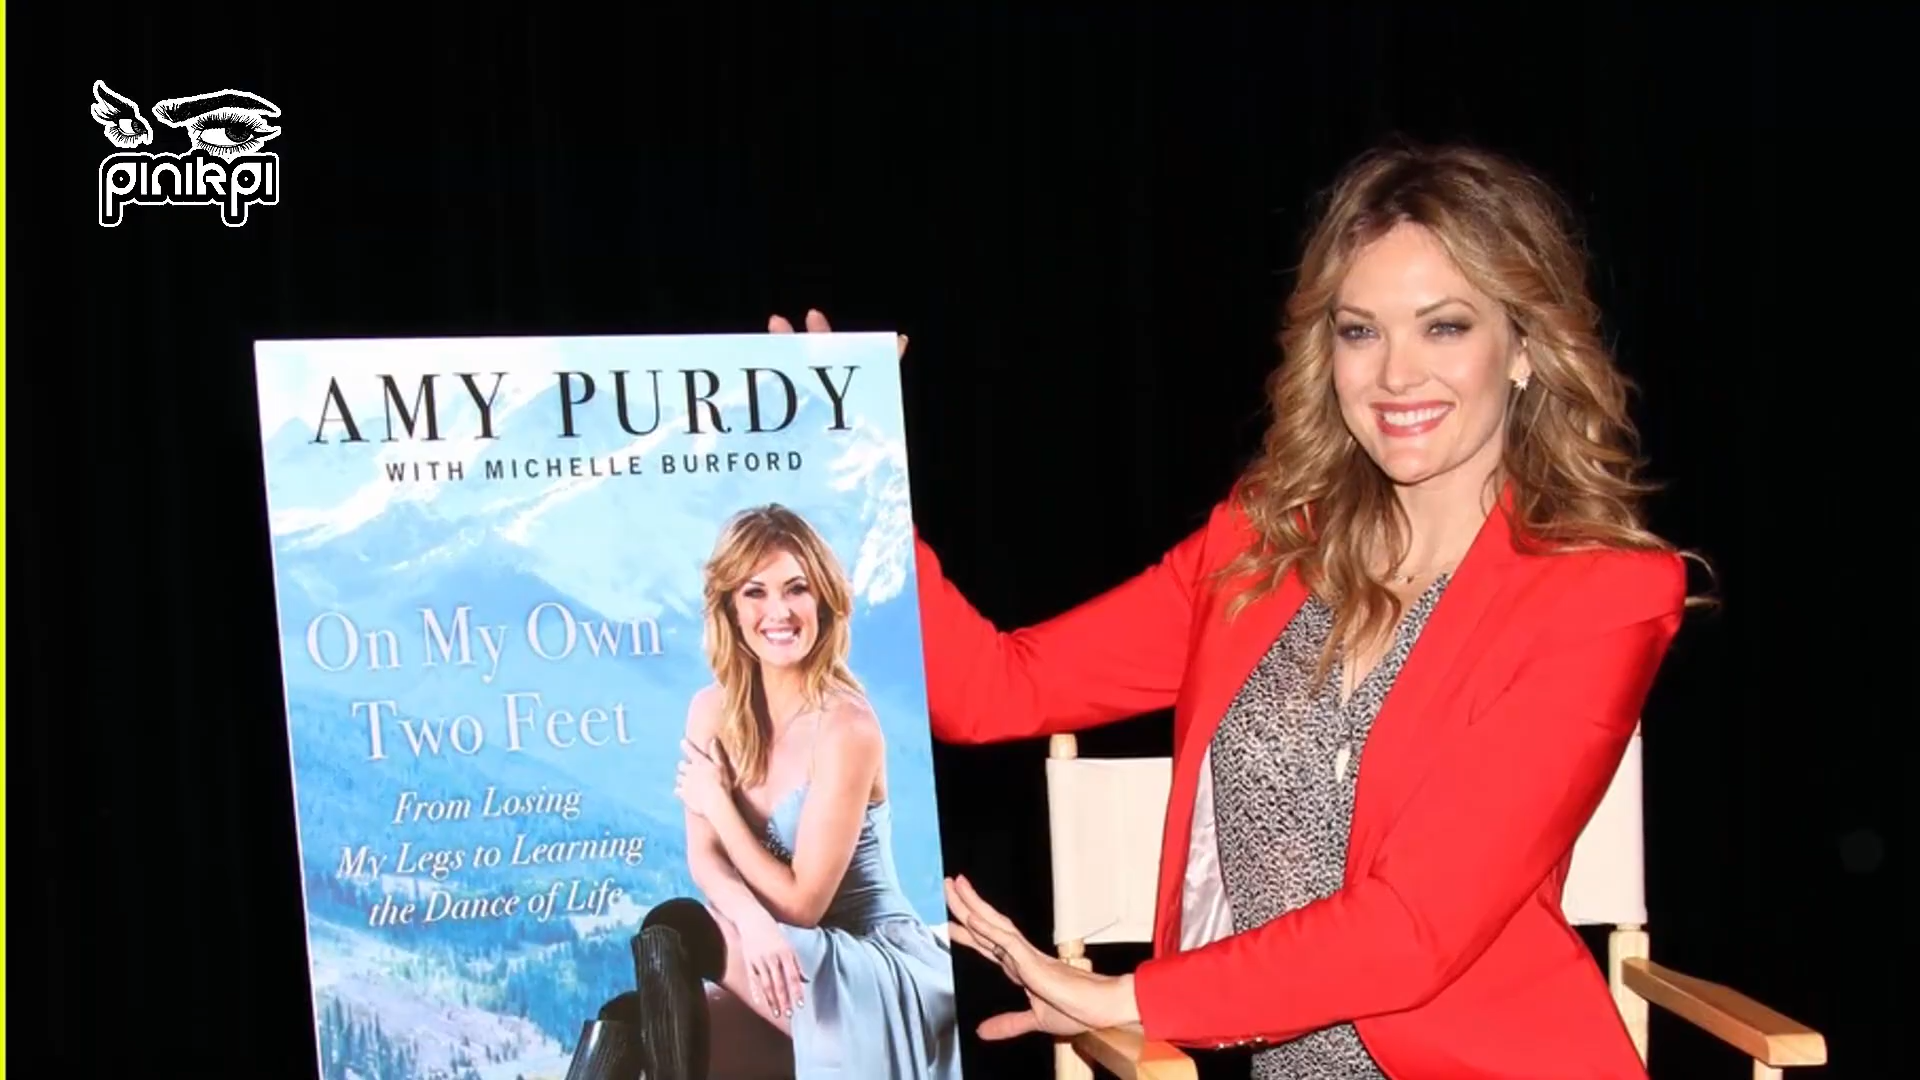 pinikpi
AMY PURDY
WITH MICHELLE BURFORD
On My Own
Two Feet
From Losing
My Legs to Learning
the Dance of Life